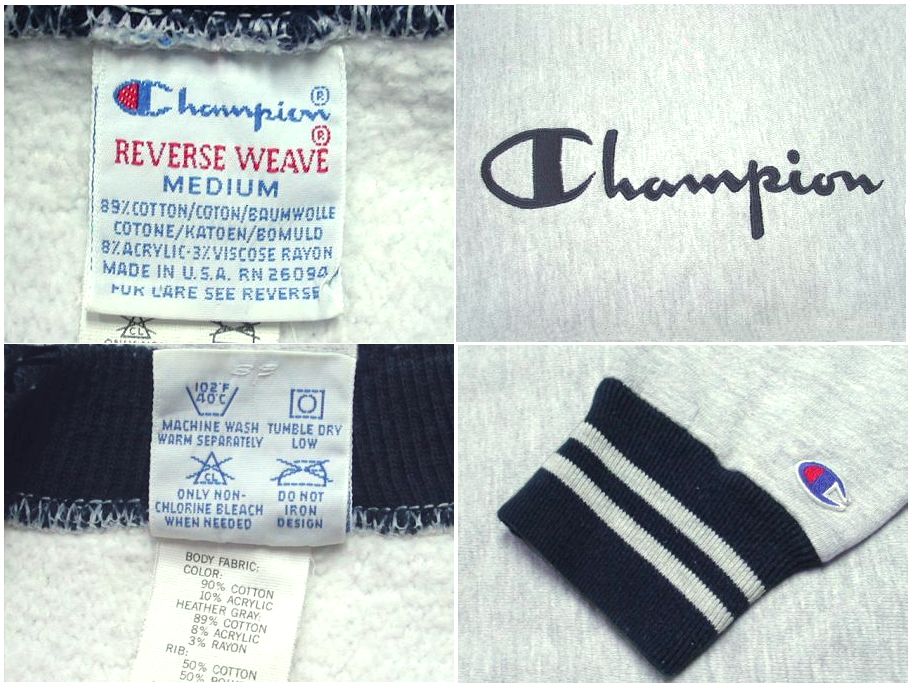 Champion®
REVERSE WEAVE®
MEDIUM
89% COTTON/COTON/BAUMWOLLE
COTONE/KATOEN/BOMULD
8% ACRYLIC-3% VISCOSE RAYON
MADE IN U.S.A. RN 26094
FOR CARE SEE REVERSE
CL
Champion
102°F
40°C
MACHINE WASH
WARM SEPARATELY
TUMBLE DRY
LOW
CL
ONLY NON-
CHLORINE BLEACH
WHEN NEEDED
DO NOT
IRON
DESIGN
BODY FABRIC:
COLOR:
90% COTTON
10% ACRYLIC
HEATHER GRAY:
89% COTTON
8% ACRYLIC
3% RAYON
RIB:
50% COTTON
50%